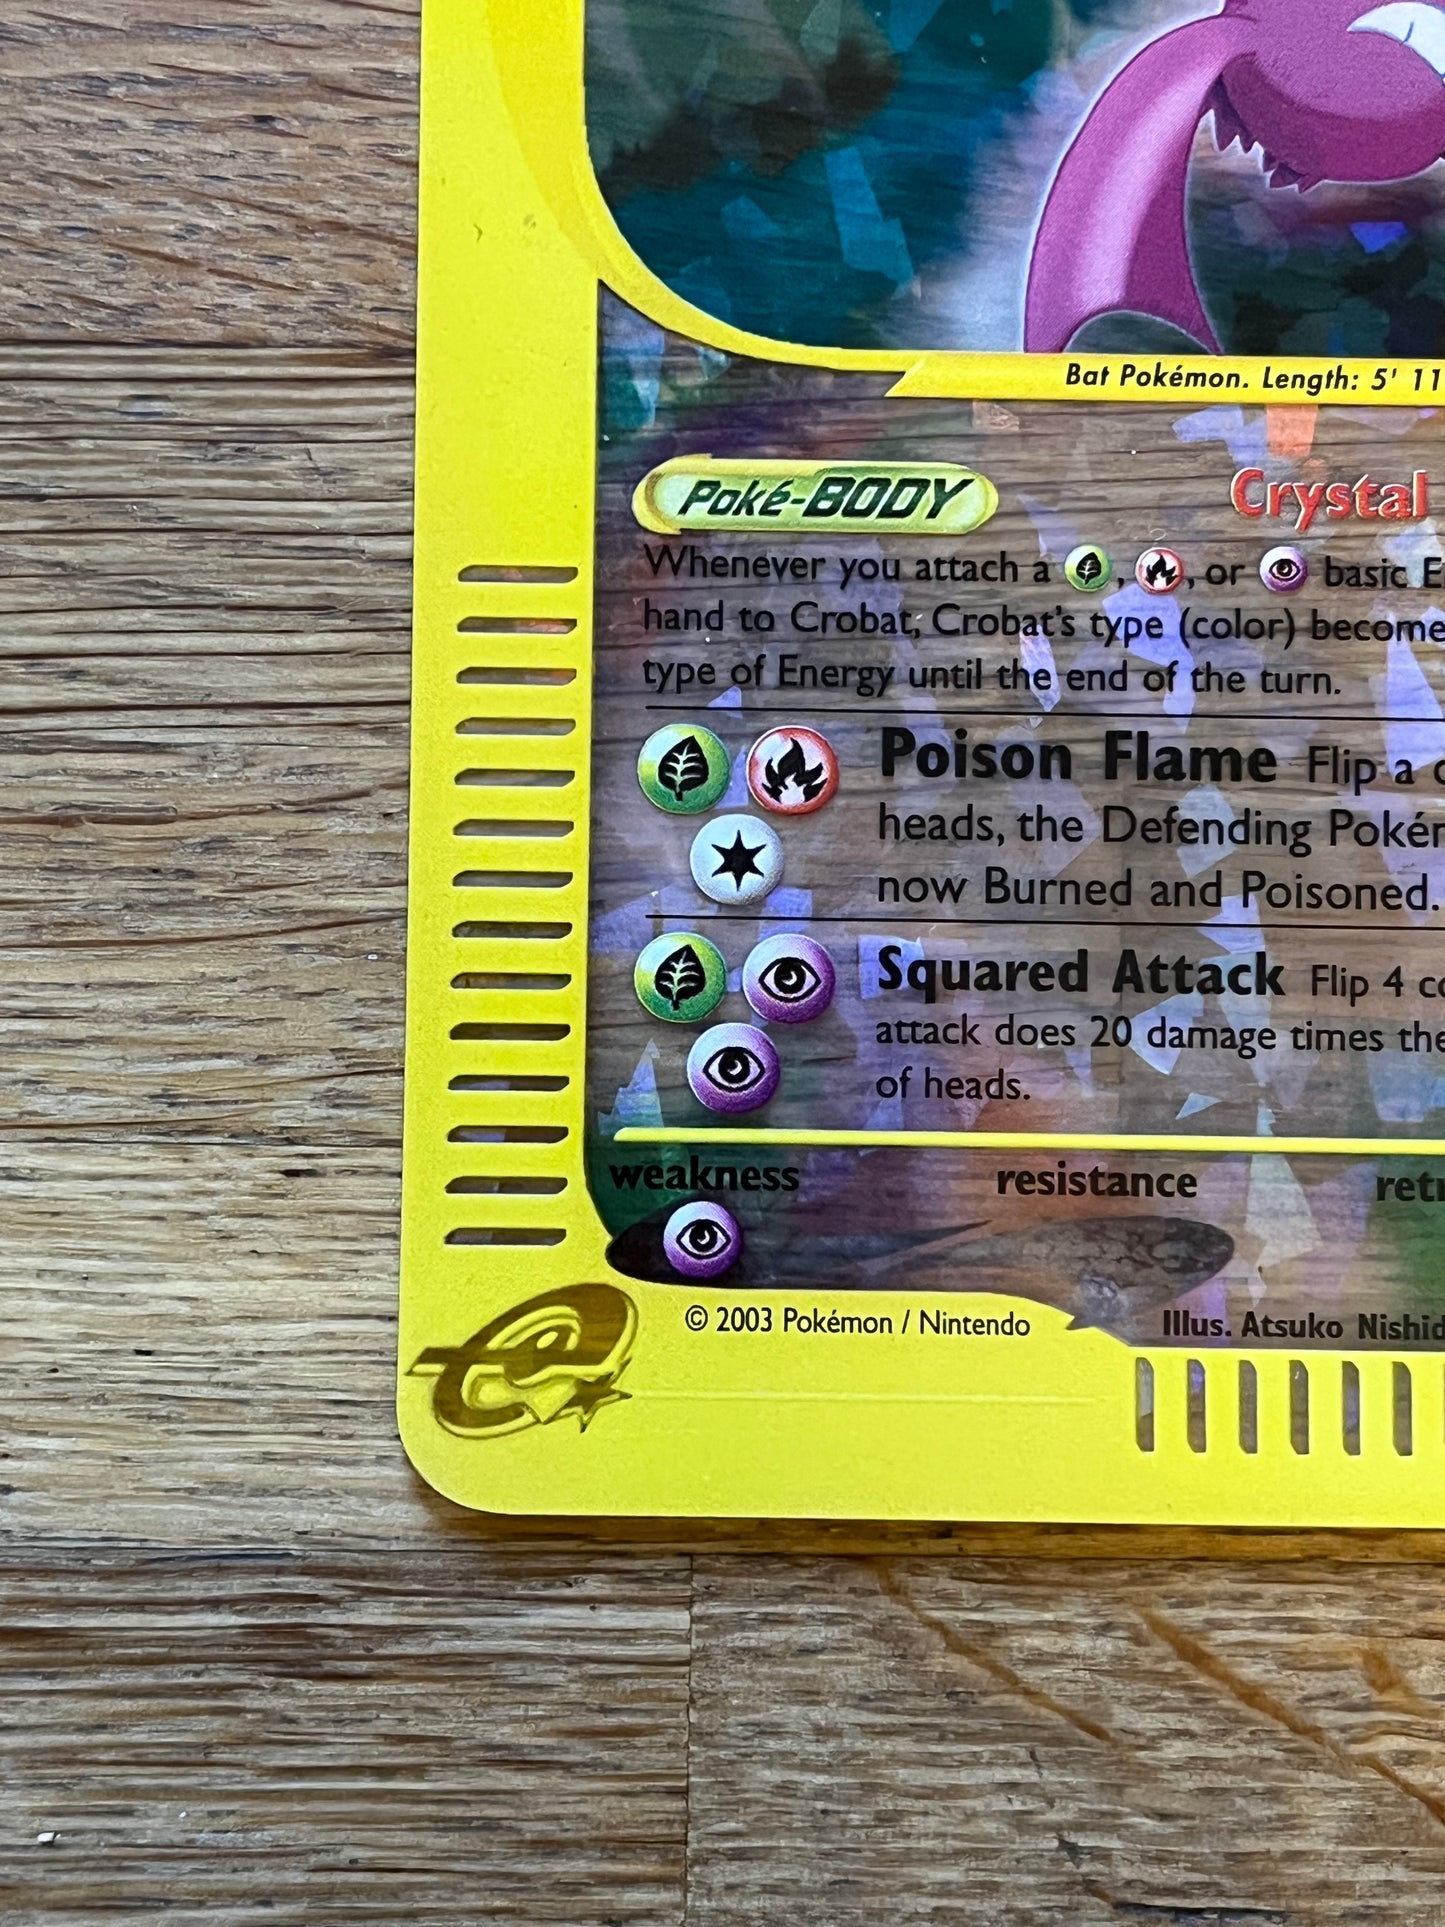 Bat Pokémon. Length: 5' 11
Poké-BODY
Crystal
Whenever you attach a , , or basic
hand to Crobat, Crobat's type (color)
type of Energy until the end of the turn.
Poison Flame Flip a
heads, the Defending
now Burned and Poisoned.
Squared Attack Flip 4
attack does 20 damage times the
of heads.
weakness
resistance
© 2003 Pokémon / Nintendo
Illus. Atsuko